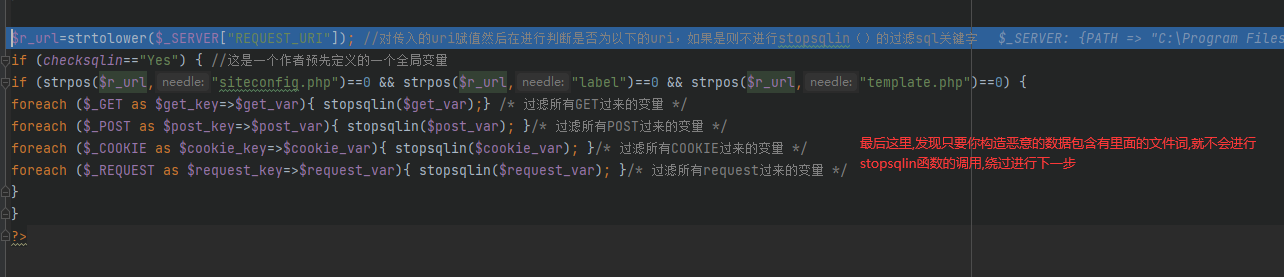 $r_url=strtolower($_SERVER["REQUEST_URI"]); //对传入的uri赋值然后在进行判断是否为以下的uri，如果是则不进行stopsqlin（）的过滤sql关键字 $_SERVER: {PATH => "C:\Program Files
if (checksqlin=="Yes") { //这是一个作者预先定义的一个全局变量
if (strpos($r_url, needle: "siteconfig.php")==0 && strpos($r_url, needle: "label")==0 && strpos($r_url, needle: "template.php")==0) {
foreach ($_GET as $get_key=>$get_var){ stopsqlin($get_var);} /* 过滤所有GET过来的变量 */
foreach ($_POST as $post_key=>$post_var){ stopsqlin($post_var); }/* 过滤所有POST过来的变量 */
foreach ($_COOKIE as $cookie_key=>$cookie_var){ stopsqlin($cookie_var); }/* 过滤所有COOKIE过来的变量 */
foreach ($_REQUEST as $request_key=>$request_var){ stopsqlin($request_var); }/* 过滤所有request过来的变量 */
}
}
?>
最后这里,发现只要你构造恶意的数据包含有里面的文件词,就不会进行
stopsqlin函数的调用,绕过进行下一步